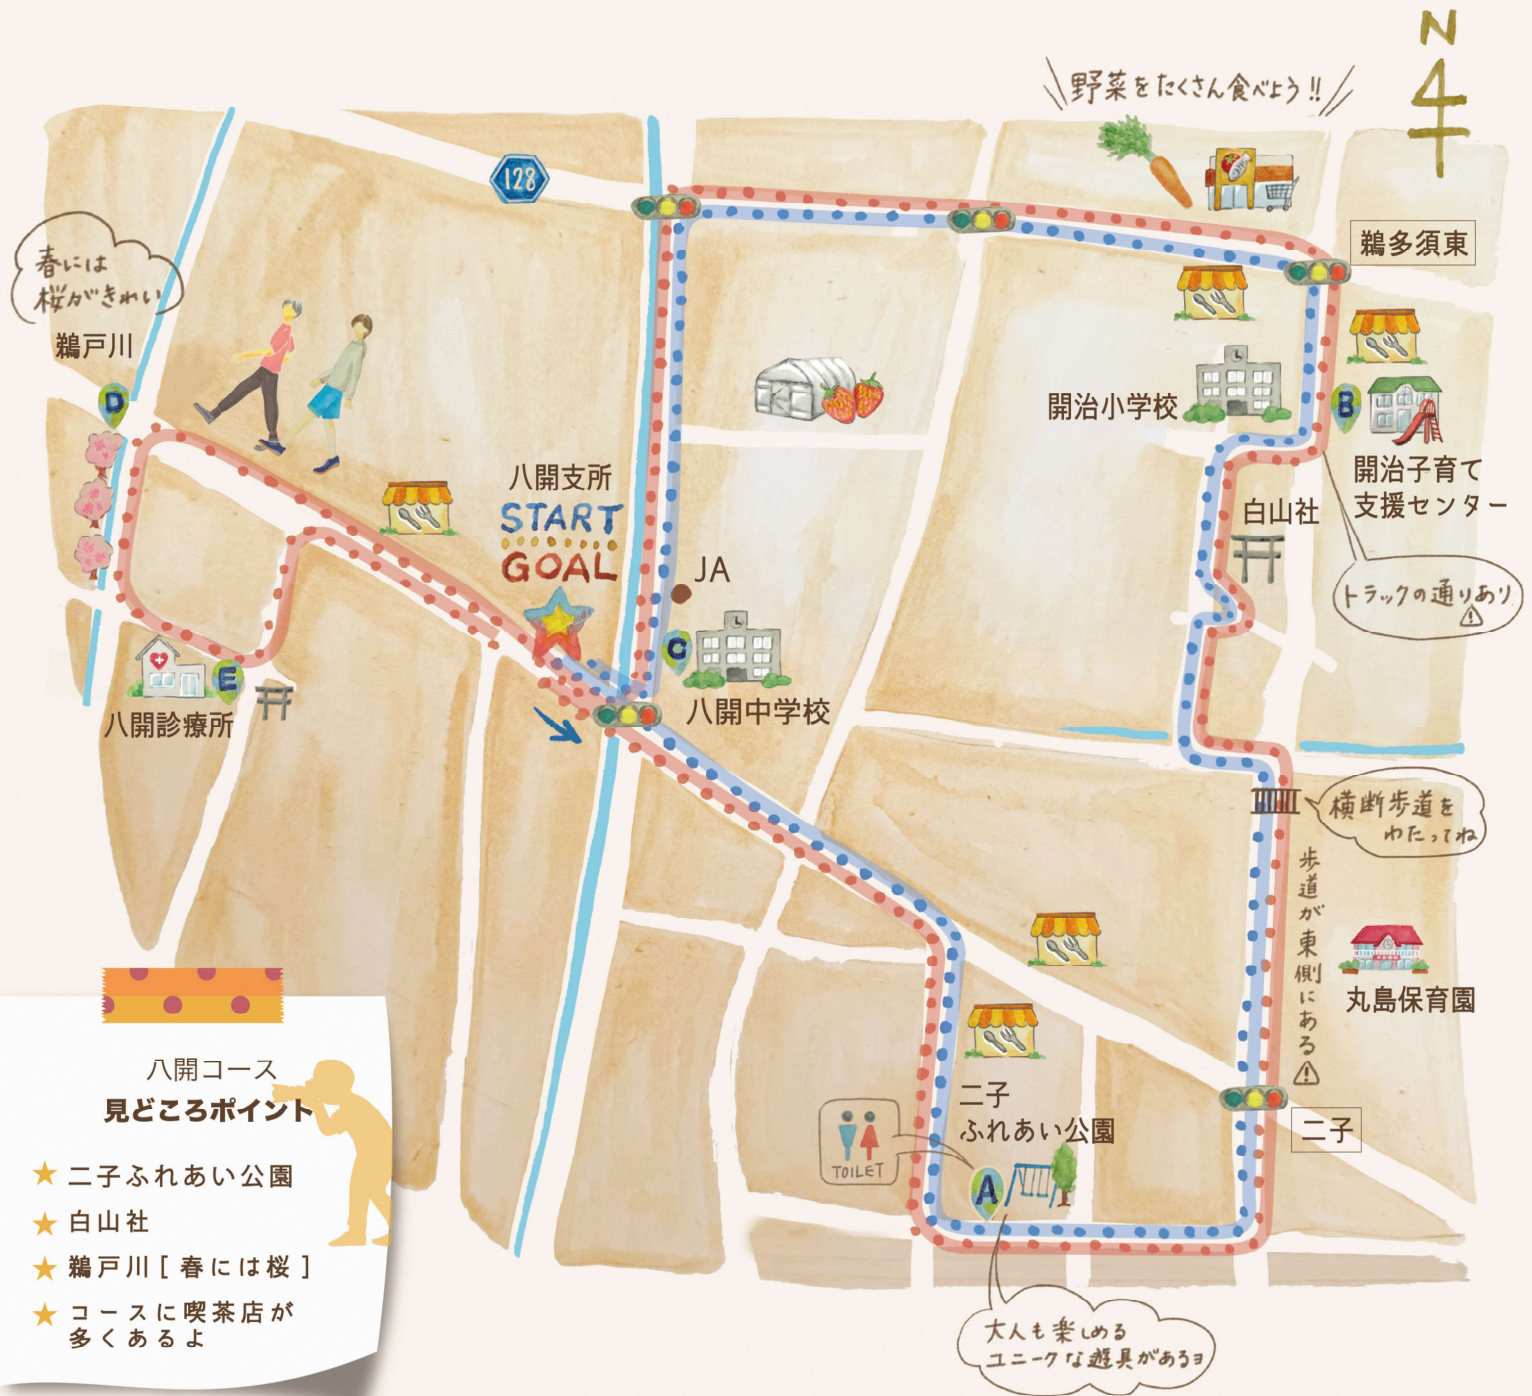 N
野菜をたくさん食べよう!!
128
鵜多須東
春には
桜がきれい
鵜戸川
D
B
開治小学校
開治子育て
支援センター
八開支所
START
GOAL
白山社
JA
トラックの通りあり
C
E
八開中学校
八開診療所
横断歩道を
わたってね
歩道が東側にある
丸島保育園
二子
ふれあい公園
二子
TOILET
A
大人も楽しめる
ユニークな遊具があるヨ
八開コース
見どころポイント
★ 二子ふれあい公園
★ 白山社
★ 鵜戸川[春には桜]
★ コースに喫茶店が
多くあるよ